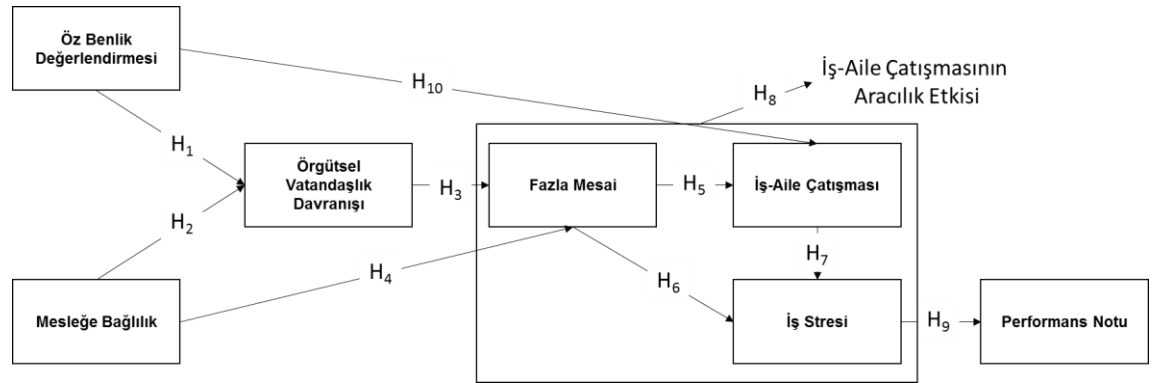 Öz Benlik
Değerlendirmesi
H10
H8
İş-Aile Çatışmasının
Aracılık Etkisi
H1
Örgütsel
Vatandaşlık
Davranışı
H3
Fazla Mesai
H5
İş-Aile Çatışması
H2
H4
H6
H7
Mesleğe Bağlılık
İş Stresi
H9
Performans Notu